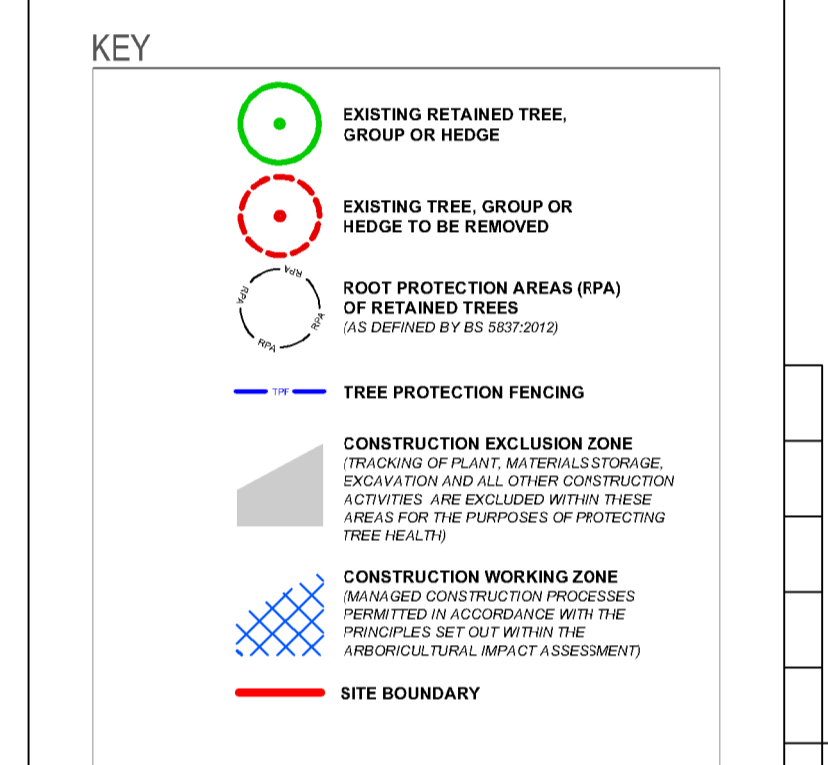 KEY
EXISTING RETAINED TREE,
GROUP OR HEDGE
EXISTING TREE, GROUP OR
HEDGE TO BE REMOVED
RPA
RPA
RPA
RPA
ROOT PROTECTION AREAS (RPA)
OF RETAINED TREES
(AS DEFINED BY BS 5837:2012)
TPF
TREE PROTECTION FENCING
CONSTRUCTION EXCLUSION ZONE
(TRACKING OF PLANT, MATERIALS STORAGE,
EXCAVATION AND ALL OTHER CONSTRUCTION
ACTIVITIES ARE EXCLUDED WITHIN THESE
AREAS FOR THE PURPOSES OF PROTECTING
TREE HEALTH)
CONSTRUCTION WORKING ZONE
(MANAGED CONSTRUCTION PROCESSES
PERMITTED IN ACCORDANCE WITH THE
PRINCIPLES SET OUT WITHIN THE
ARBORICULTURAL IMPACT ASSESSMENT)
SITE BOUNDARY